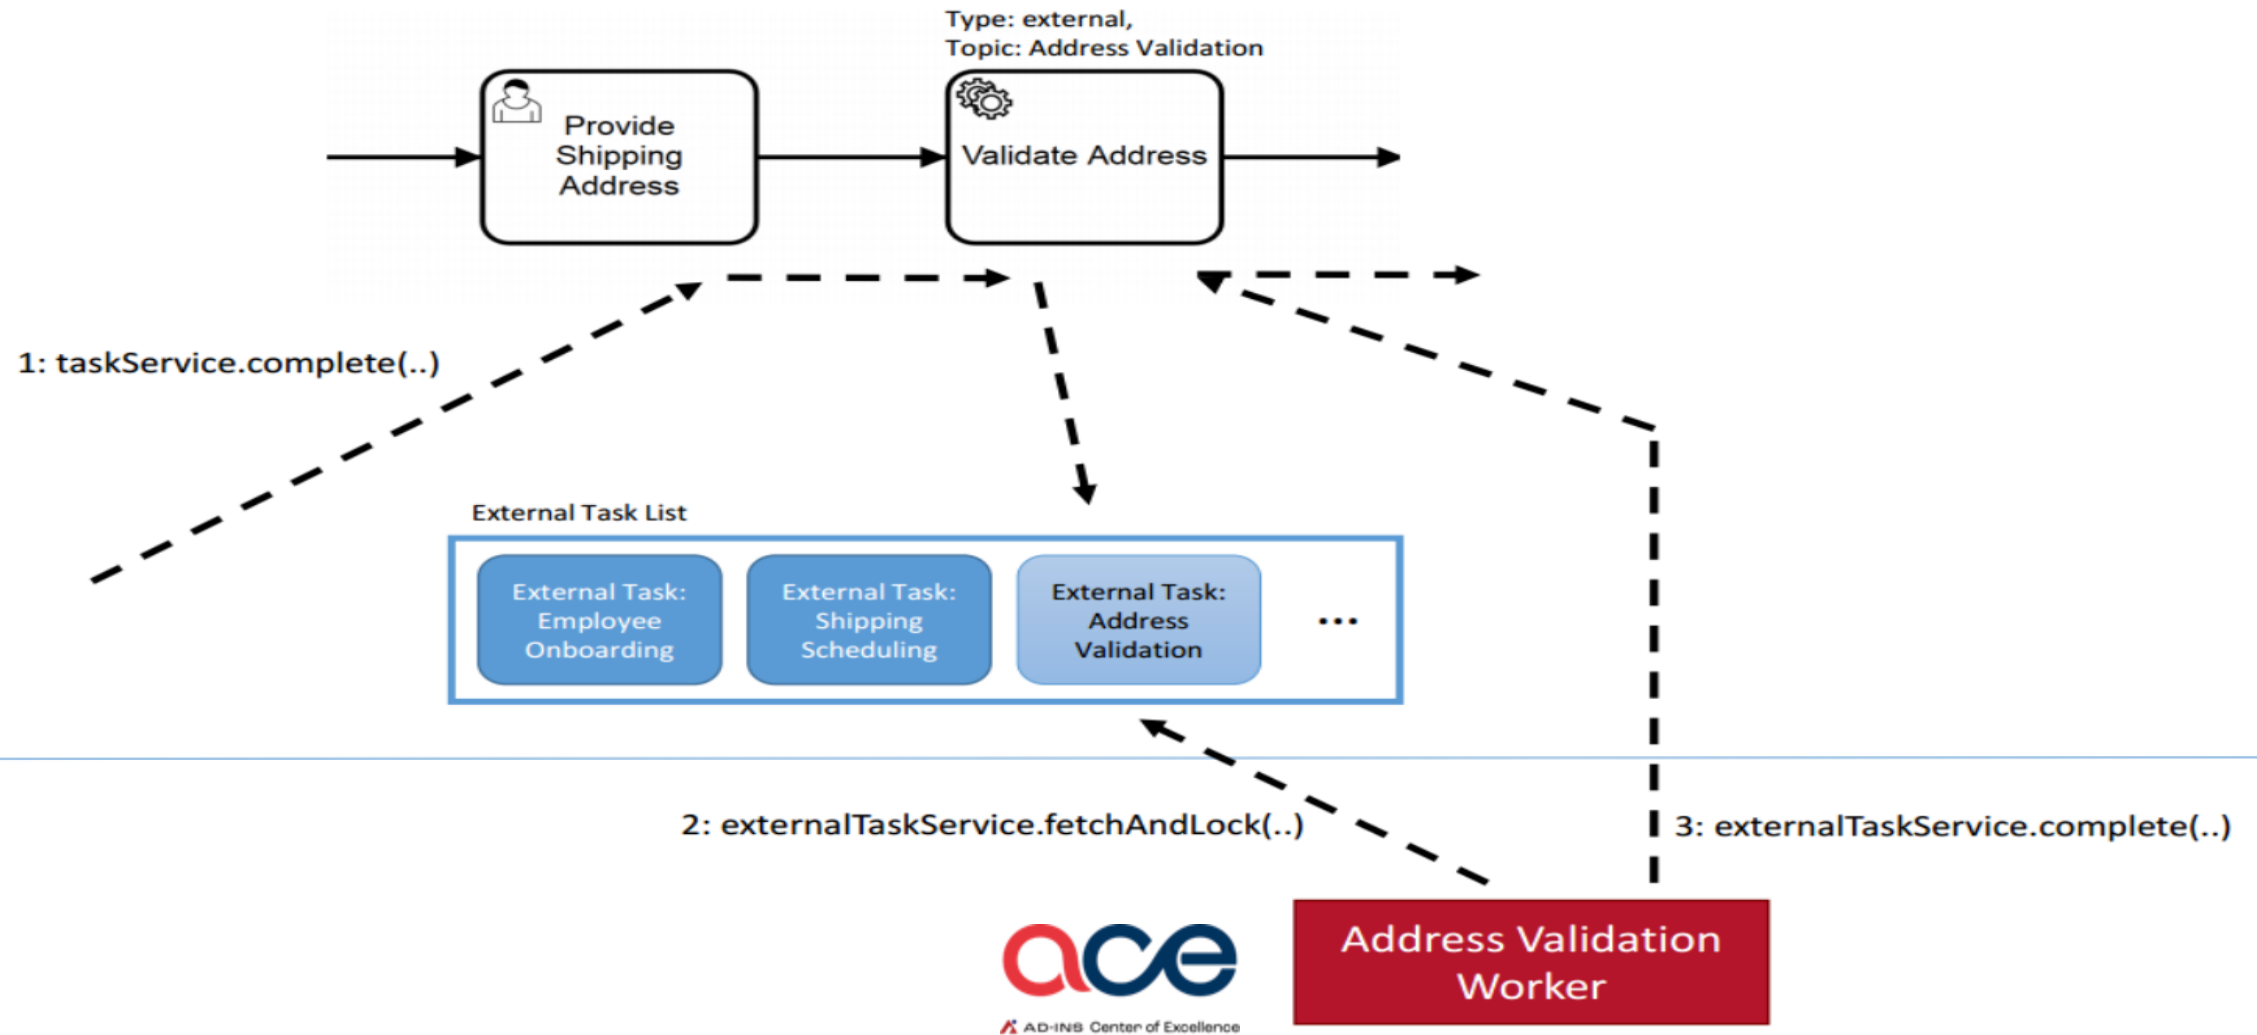 Type: external,
Topic: Address Validation
Provide
Shipping
Address
Validate Address
1: taskService.complete(..)
External Task List
External Task:
Employee
Onboarding
External Task:
Shipping
Scheduling
External Task:
Address
Validation
...
2: externalTaskService.fetchAndLock(..)
3: externalTaskService.complete(..)
Address Validation
Worker
ace
AD-INS Center of Excellence